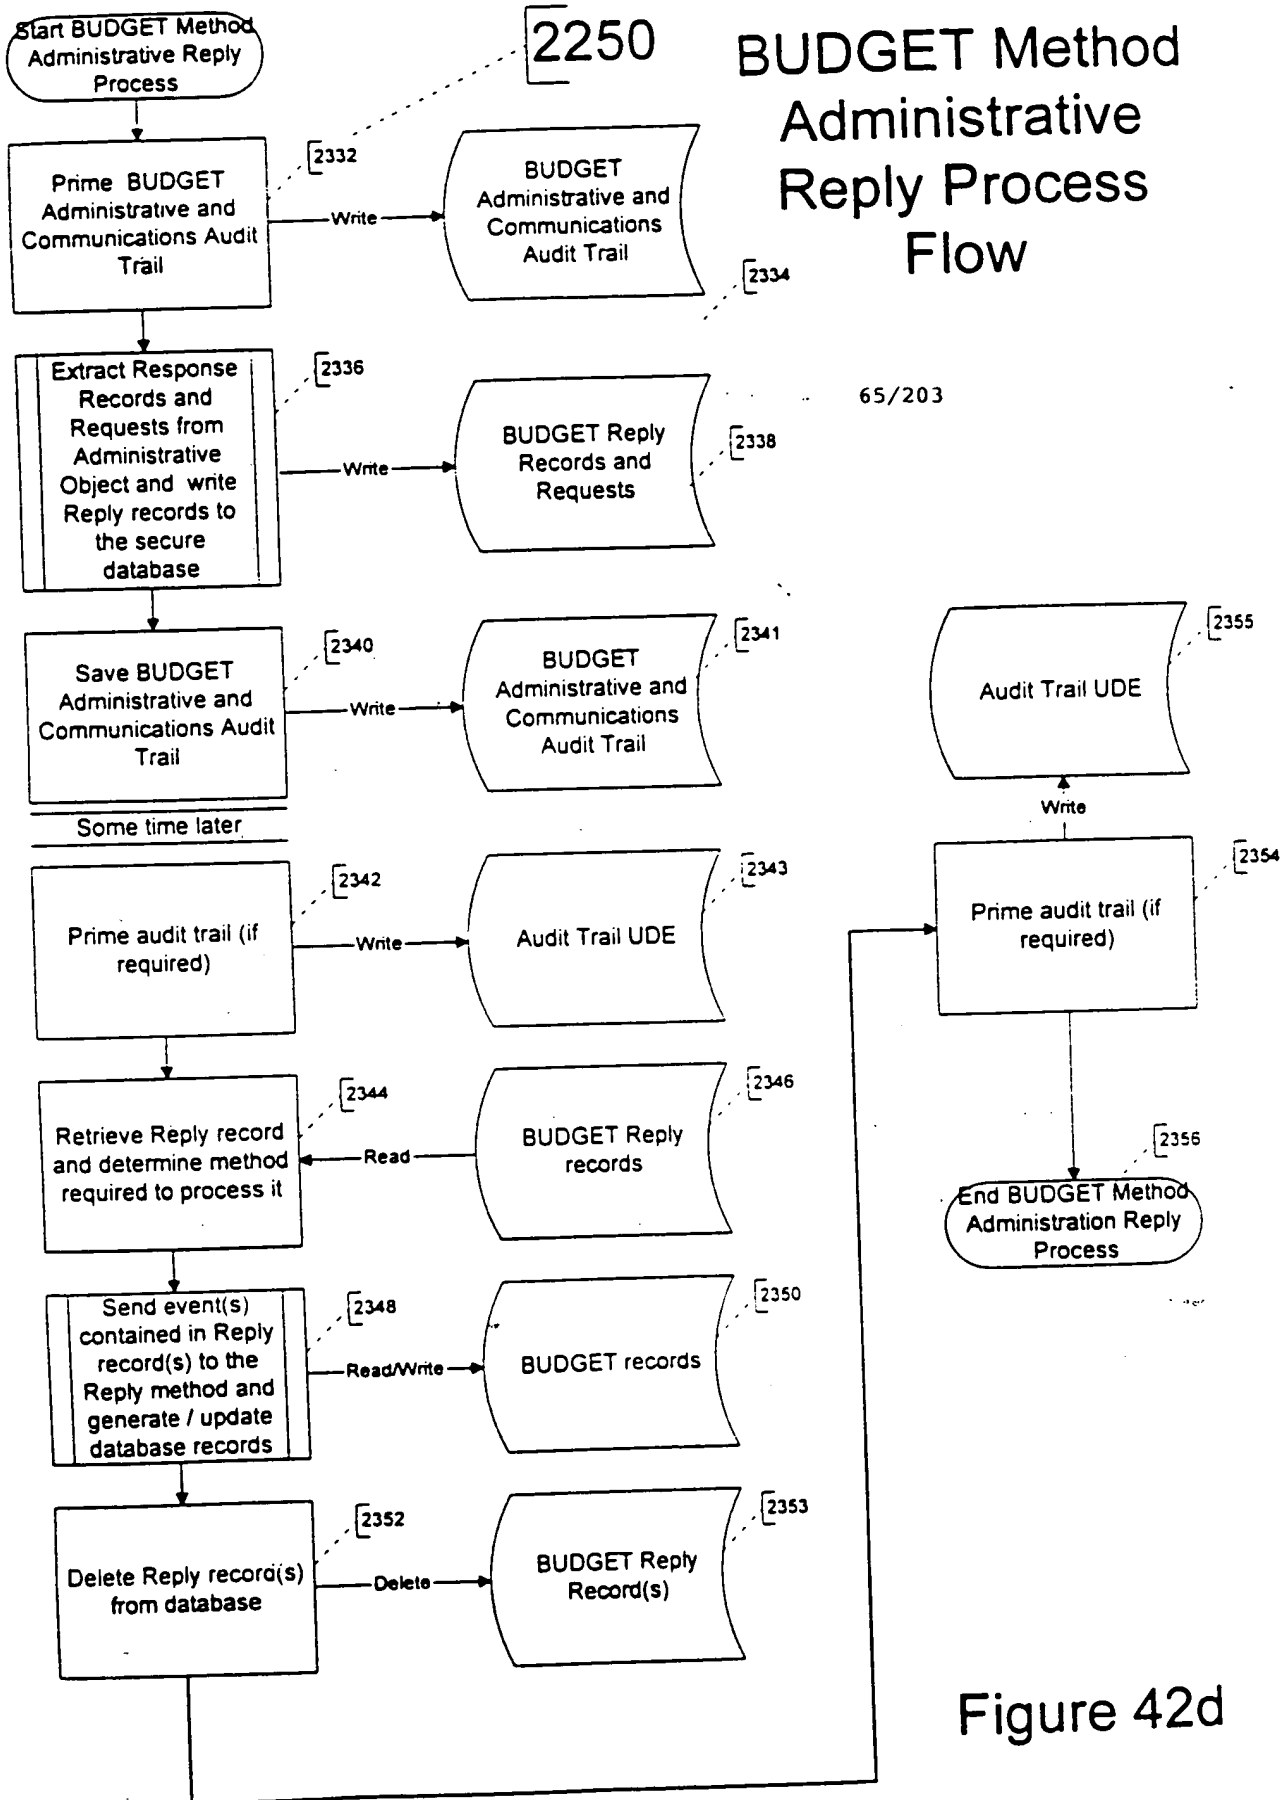 Start BUDGET Method
Administrative Reply
Process
2250
BUDGET Method
Administrative
Reply Process
Flow
Prime BUDGET
Administrative and
Communications Audit
Trail
2332
Write
BUDGET
Administrative and
Communications
Audit Trail
2334
Extract Response
Records and
Requests from
Administrative
Object and write
Reply records to
the secure
database
2336
Write
BUDGET Reply
Records and
Requests
2338
65/203
Save BUDGET
Administrative and
Communications Audit
Trail
2340
Write
BUDGET
Administrative and
Communications
Audit Trail
2341
Some time later
Prime audit trail (if
required)
2342
Write
Audit Trail UDE
2343
Retrieve Reply record
and determine method
required to process it
2344
Read
BUDGET Reply
records
2346
Send event(s)
contained in Reply
record(s) to the
Reply method and
generate / update
database records
2348
Read/Write
BUDGET records
2350
Delete Reply record(s)
from database
2352
Delete
BUDGET Reply
Record(s)
2353
Audit Trail UDE
2355
Write
Prime audit trail (if
required)
2354
2356
End BUDGET Method
Administration Reply
Process
Figure 42d